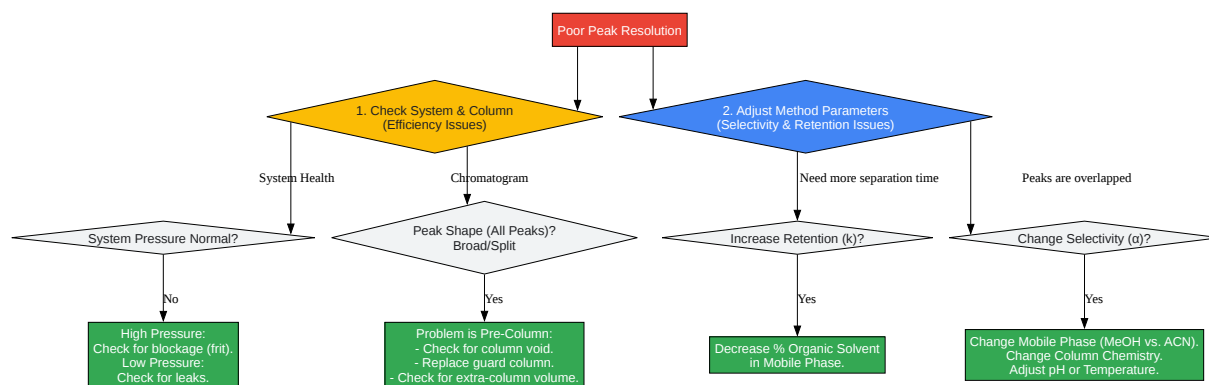 Poor Peak Resolution
1. Check System & Column
(Efficiency Issues)
2. Adjust Method Parameters
(Selectivity & Retention Issues)
System Health
Chromatogram
Need more separation time
Peaks are overlapped
System Pressure Normal?
Peak Shape (All Peaks)?
Broad/Split
Increase Retention (k)?
Change Selectivity (α)?
No
Yes
Yes
Yes
High Pressure:
Check for blockage (frit).
Low Pressure:
Check for leaks.
Problem is Pre-Column:
- Check for column void.
- Replace guard column.
- Check for extra-column volume.
Decrease % Organic Solvent
in Mobile Phase.
Change Mobile Phase (MeOH vs. ACN).
Change Column Chemistry.
Adjust pH or Temperature.